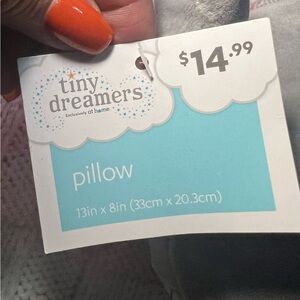 $14.99
tiny
dreamers
Exclusively at home
pillow
13in x 8in (33cm x 20.3cm)